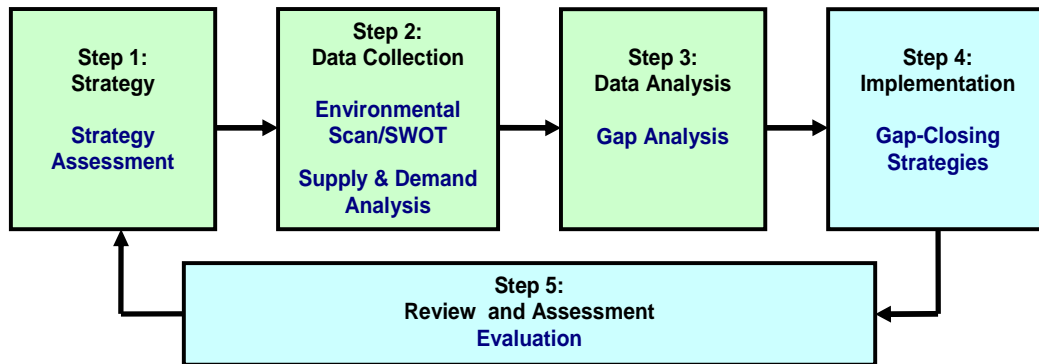 Step 1:
Strategy
Strategy
Assessment
Step 2:
Data Collection
Environmental
Scan/SWOT
Supply & Demand
Analysis
Step 3:
Data Analysis
Gap Analysis
Step 4:
Implementation
Gap-Closing
Strategies
Step 5:
Review and Assessment
Evaluation